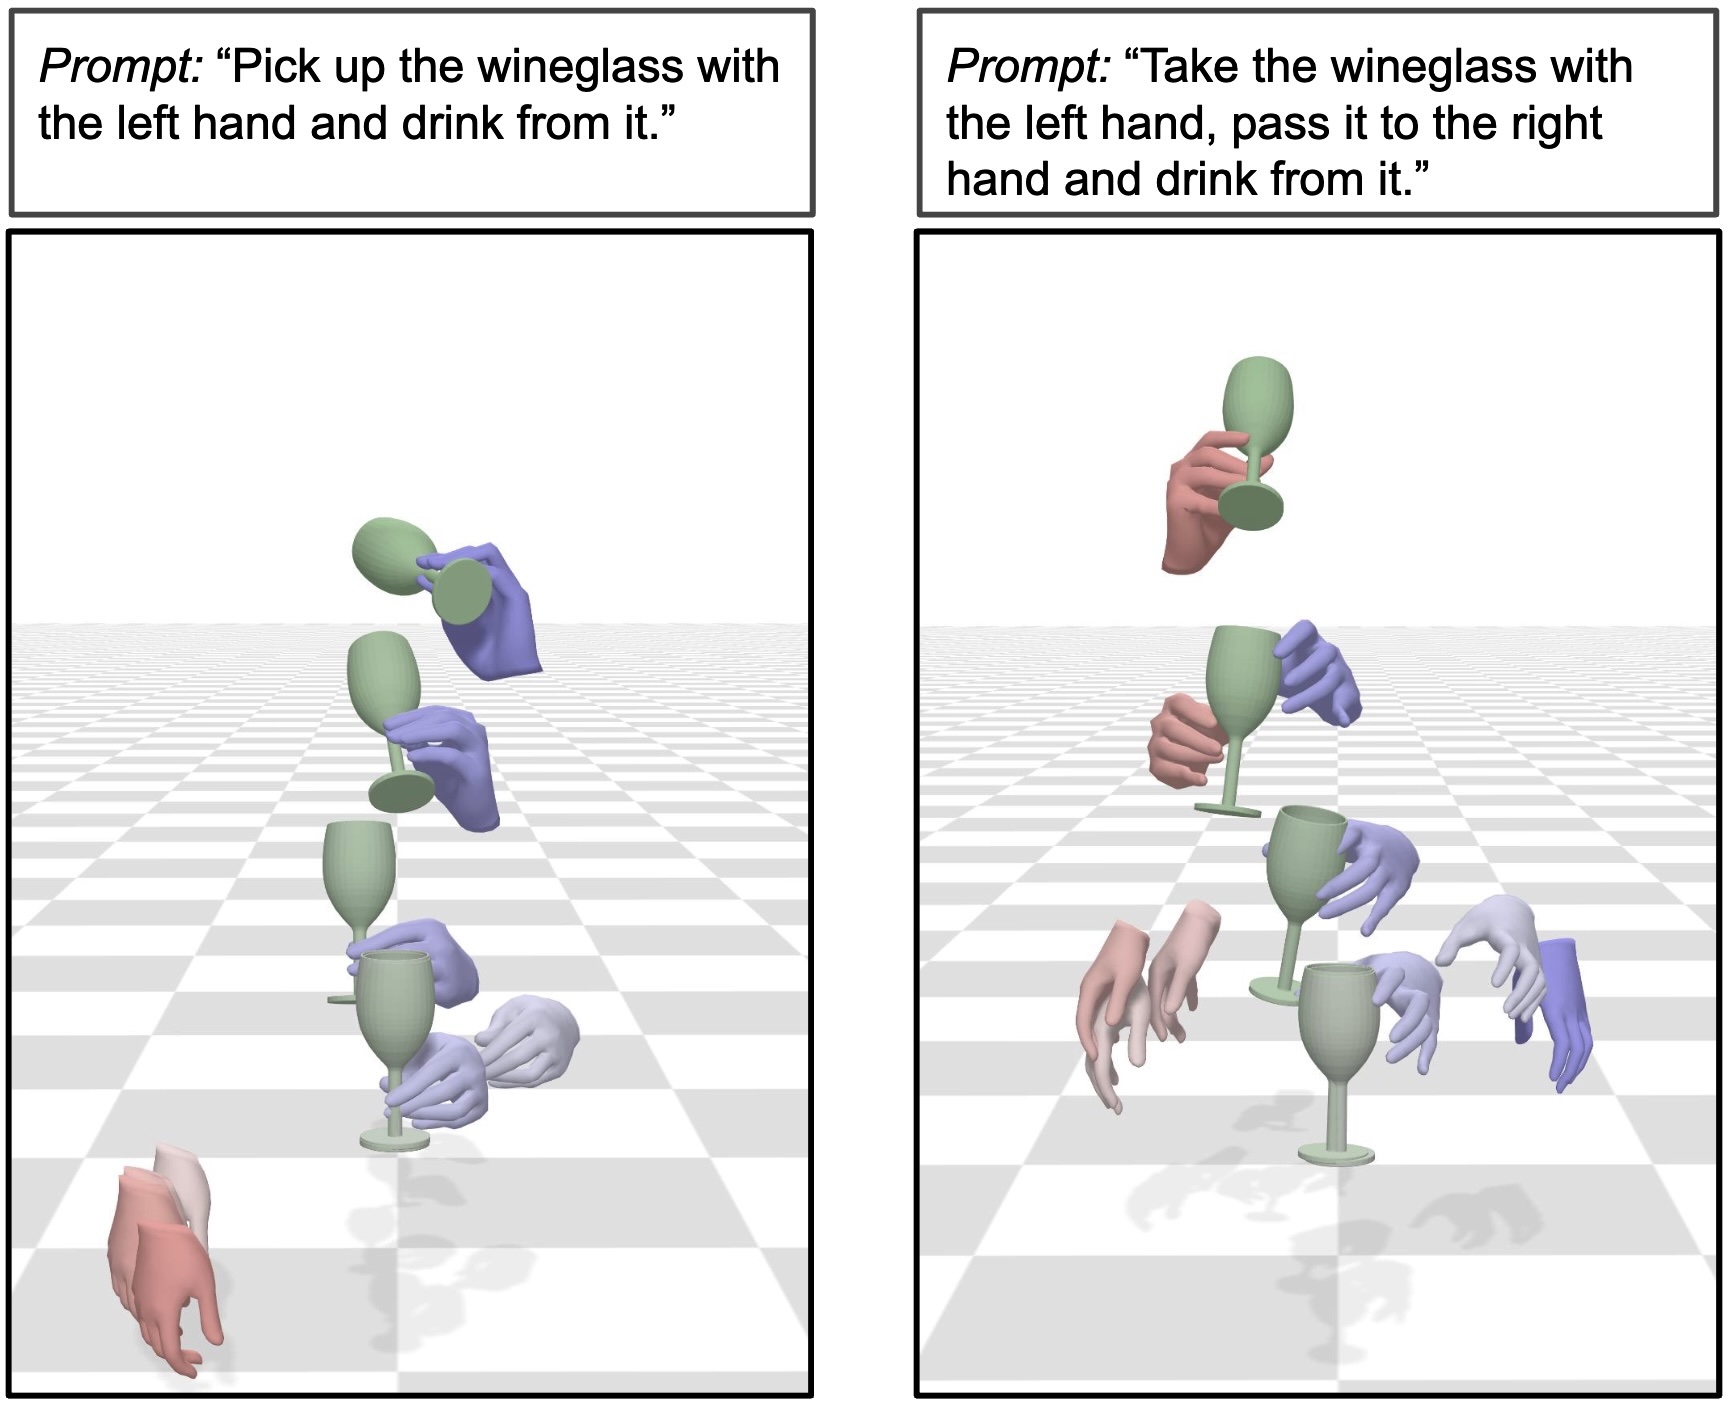 Prompt: “Pick up the wineglass with
the left hand and drink from it.”
Prompt: “Take the wineglass with
the left hand, pass it to the right
hand and drink from it.”